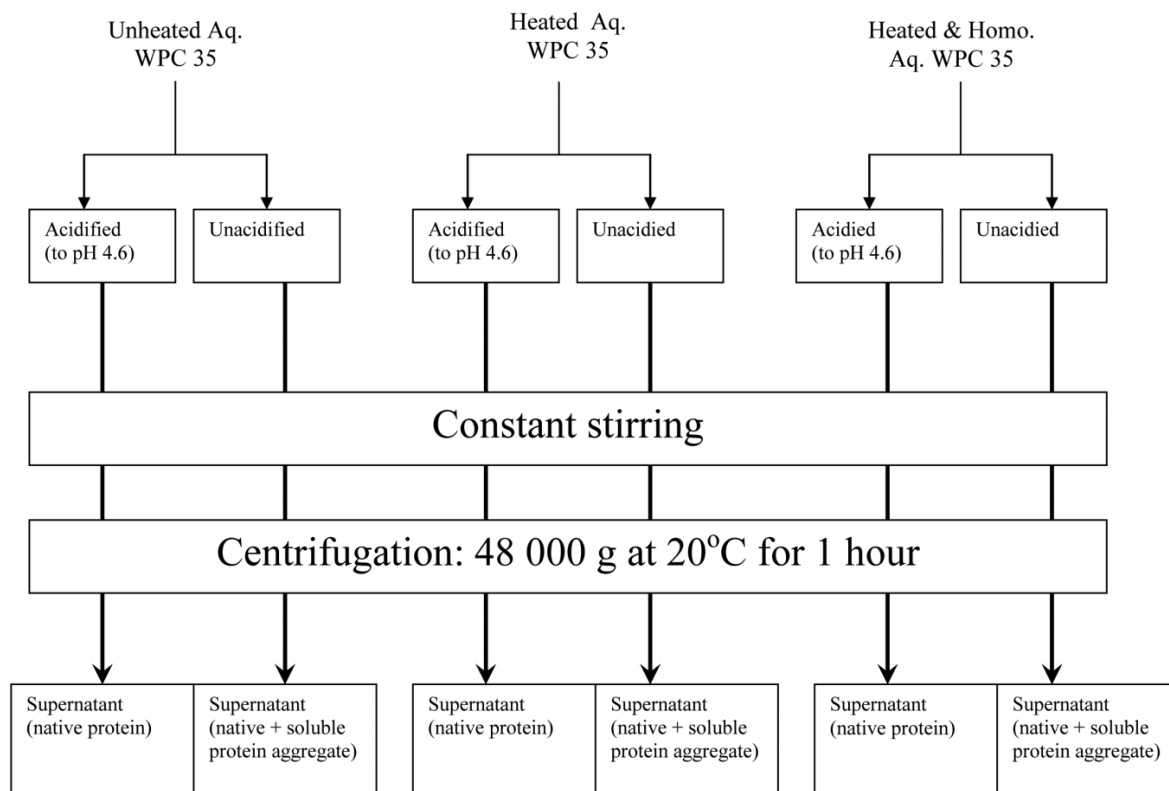 Unheated Aq.
WPC 35
Heated Aq.
WPC 35
Heated & Homo.
Aq. WPC 35
Acidified
(to pH 4.6)
Unacidified
Acidified
(to pH 4.6)
Unacidied
Acidied
(to pH 4.6)
Unacidied
Constant stirring
Centrifugation: 48 000 g at 20°C for 1 hour
Supernatant
(native protein)
Supernatant
(native + soluble
protein aggregate)
Supernatant
(native protein)
Supernatant
(native + soluble
protein aggregate)
Supernatant
(native protein)
Supernatant
(native + soluble
protein aggregate)